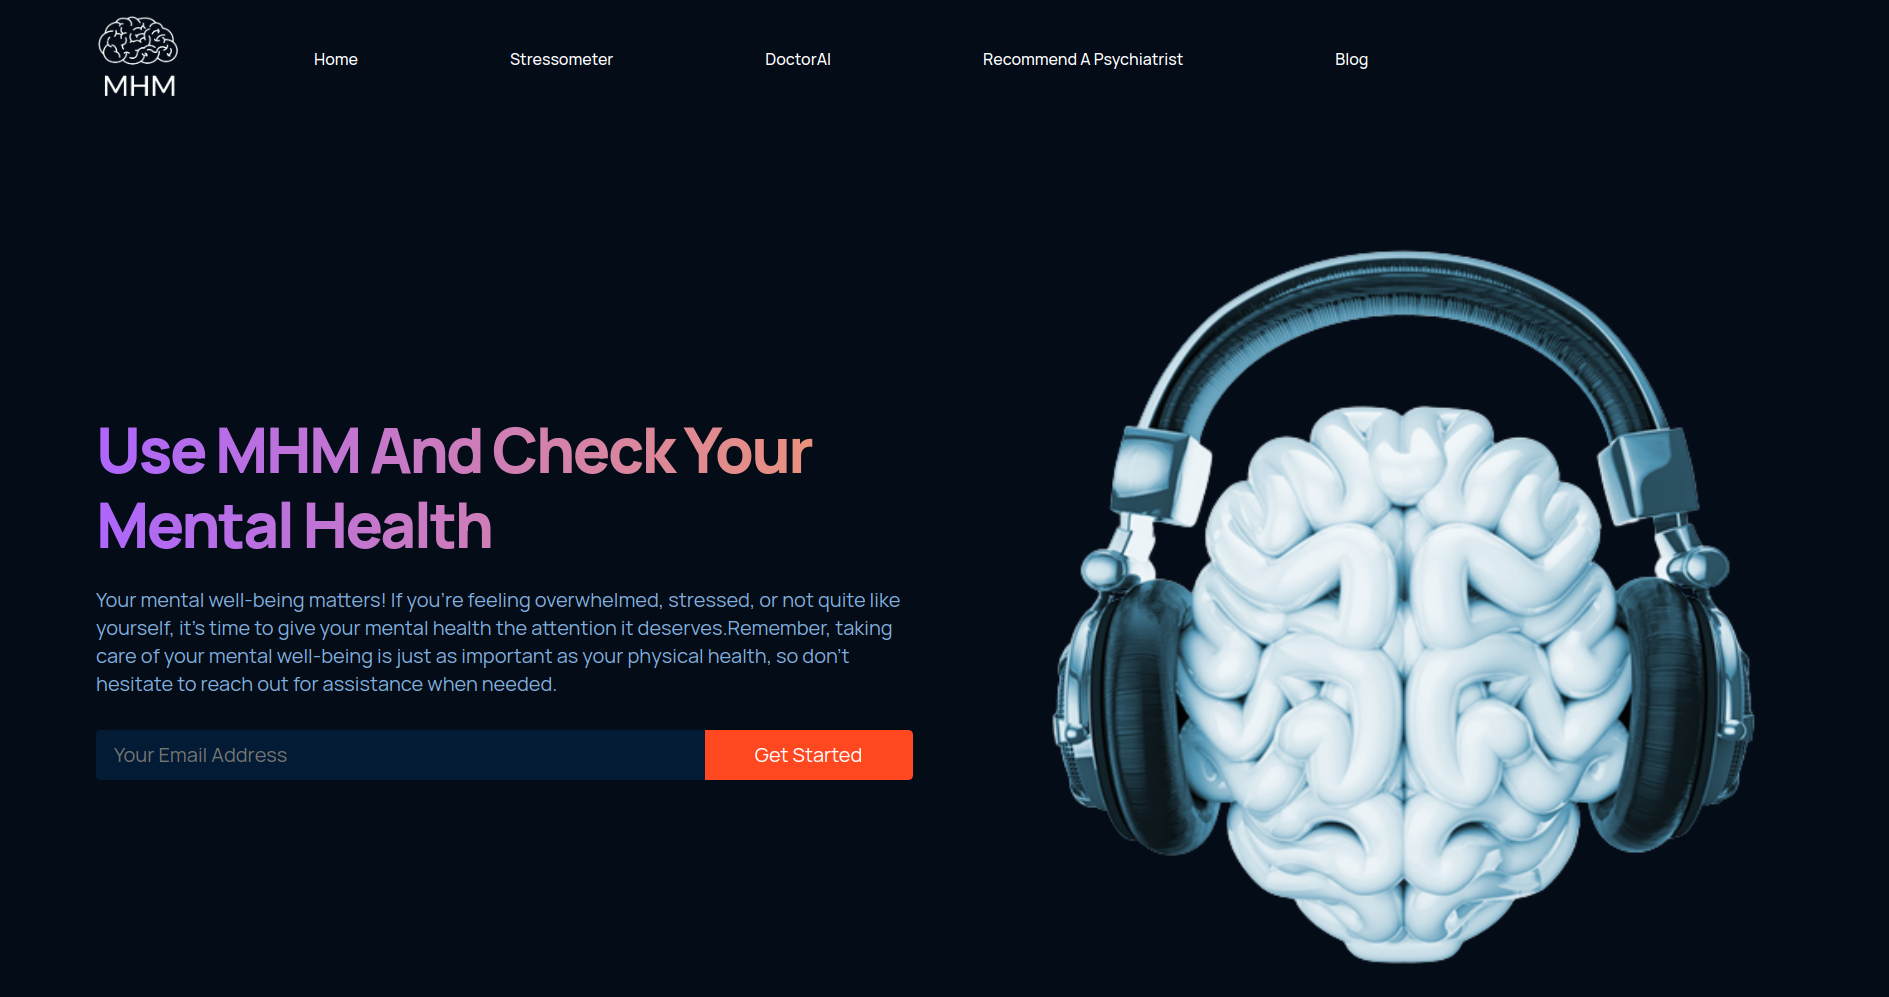 MHM
Home
Stressometer
DoctorAI
Recommend A Psychiatrist
Blog
Use MHM And Check Your
Mental Health
Your mental well-being matters! If you're feeling overwhelmed, stressed, or not quite like
yourself, it's time to give your mental health the attention it deserves.Remember, taking
care of your mental well-being is just as important as your physical health, so don't
hesitate to reach out for assistance when needed.
Your Email Address
Get Started